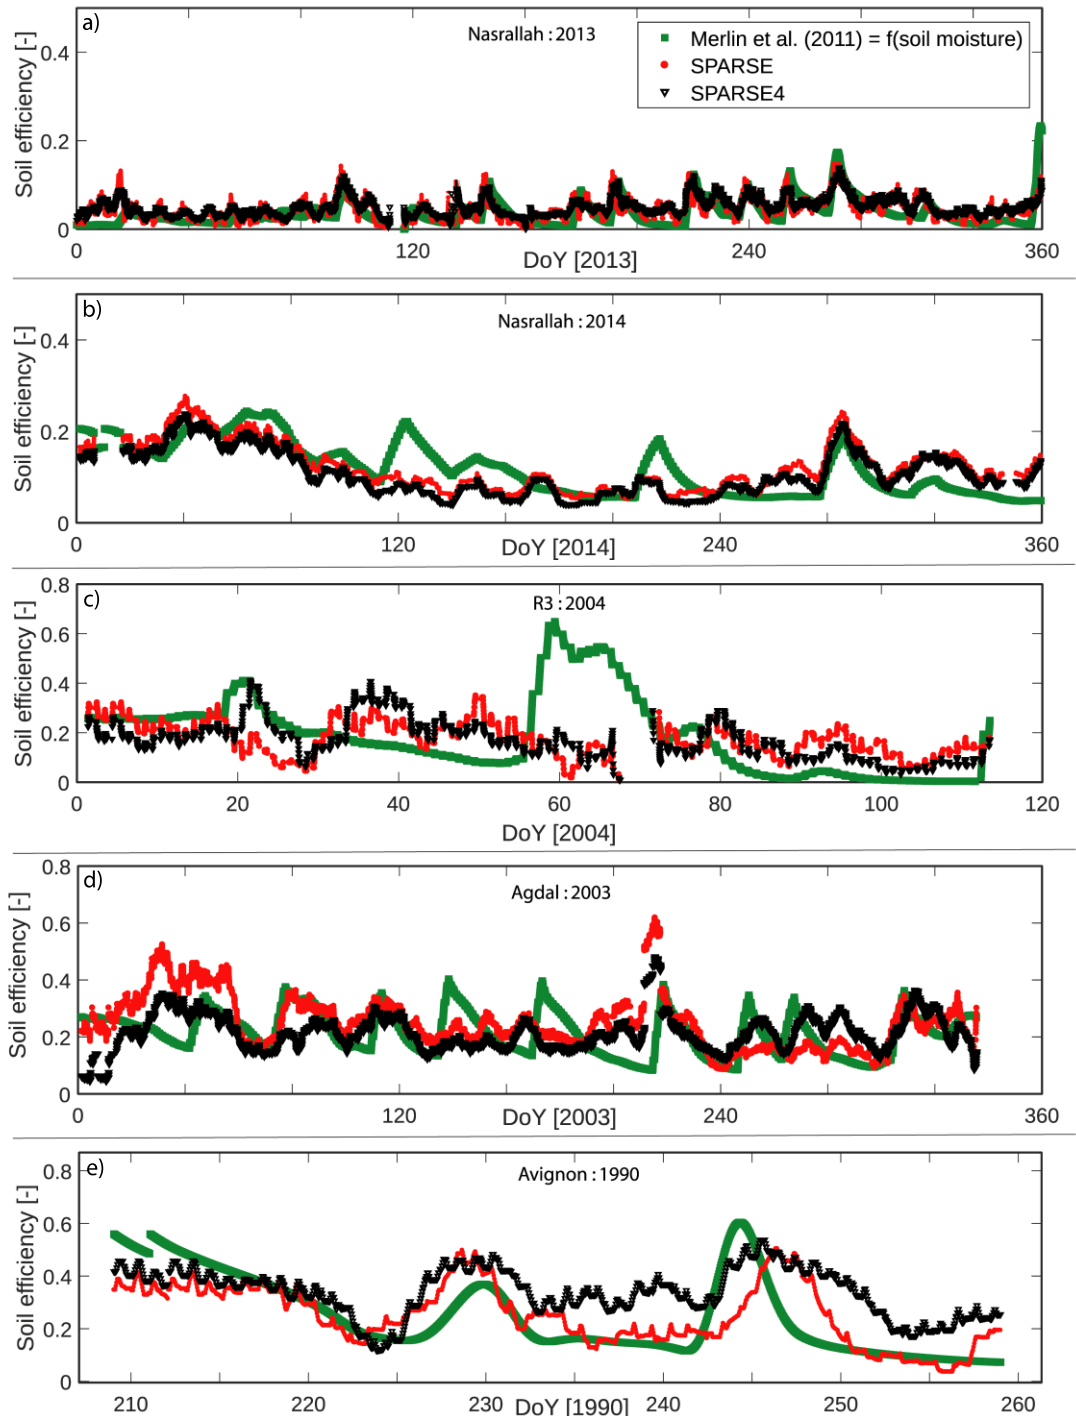 a)
Nasrallah : 2013
Merlin et al. (2011) = f(soil moisture)
SPARSE
SPARSE4
Soil efficiency [-]
0.4
0.2
0
0
120
240
360
DoY [2013]
b)
Nasrallah : 2014
Soil efficiency [-]
0.4
0.2
0
0
120
240
360
DoY [2014]
c)
R3 : 2004
Soil efficiency [-]
0.8
0.6
0.4
0.2
0
0
20
40
60
80
100
120
DoY [2004]
d)
Agdal : 2003
Soil efficiency [-]
0.8
0.6
0.4
0.2
0
0
120
240
360
DoY [2003]
e)
Avignon : 1990
Soil efficiency [-]
0.8
0.6
0.4
0.2
0
210
220
230
240
250
260
DoY [1990]